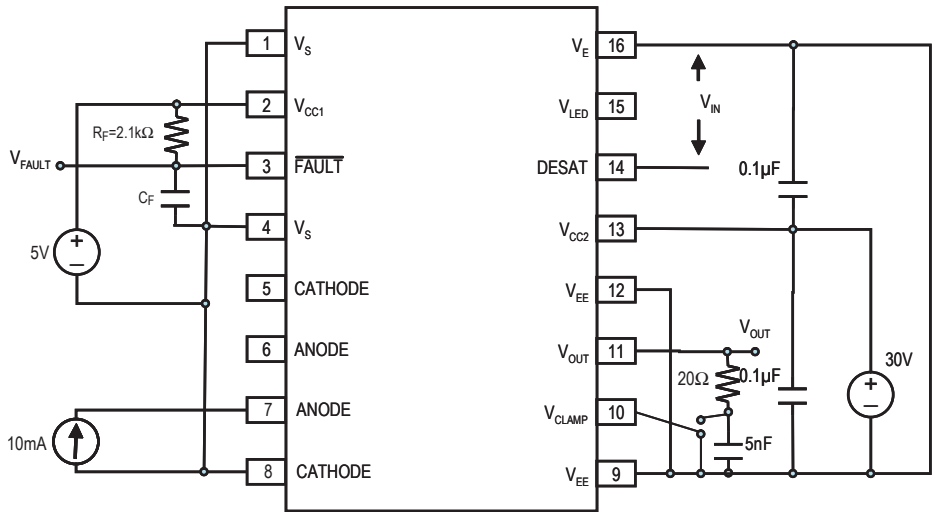 1 V_S
2 V_CC1
R_F=2.1kΩ
V_FAULT
3 FAULT
C_F
4 V_S
5V
+
–
5 CATHODE
6 ANODE
7 ANODE
10mA
8 CATHODE
V_E 16
V_LED 15
V_IN
DESAT 14
0.1µF
V_CC2 13
V_EE 12
V_OUT
V_OUT 11
30V
+
–
20Ω
0.1µF
V_CLAMP 10
5nF
V_EE 9